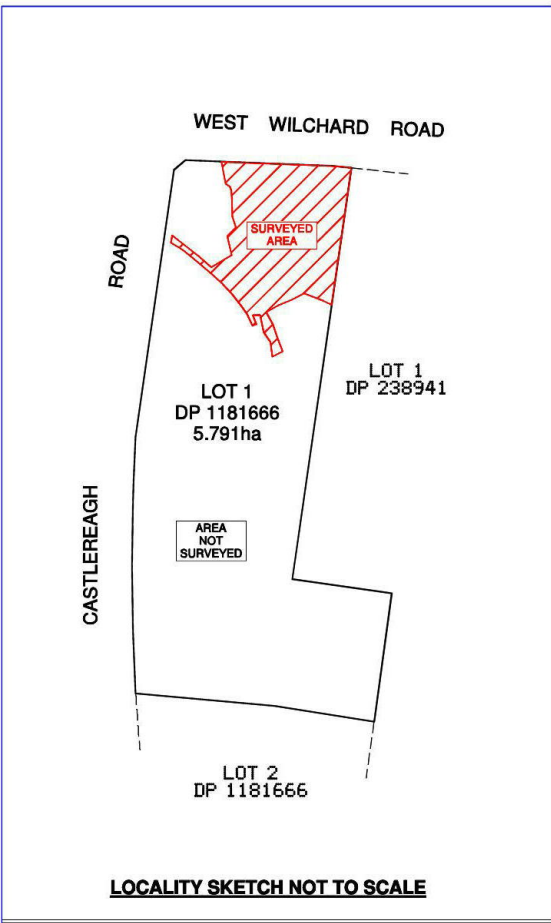 WEST WILCHARD ROAD
SURVEYED
AREA
ROAD
LOT 1
DP 238941
LOT 1
DP 1181666
5.791ha
CASTLEREAGH
AREA
NOT
SURVEYED
LOT 2
DP 1181666
LOCALITY SKETCH NOT TO SCALE